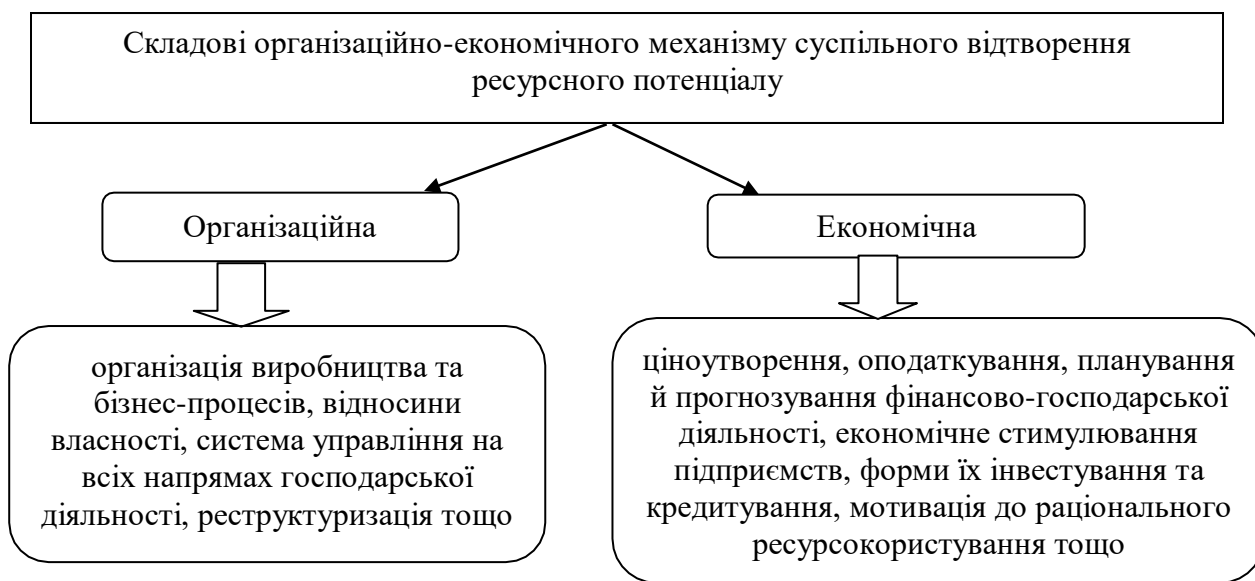 Складові організаційно-економічного механізму суспільного відтворення
ресурсного потенціалу
Організаційна
Економічна
організація виробництва та
бізнес-процесів, відносини
власності, система управління на
всіх напрямах господарської
діяльності, реструктуризація тощо
ціноутворення, оподаткування, планування
й прогнозування фінансово-господарської
діяльності, економічне стимулювання
підприємств, форми їх інвестування та
кредитування, мотивація до раціонального
ресурсокористування тощо